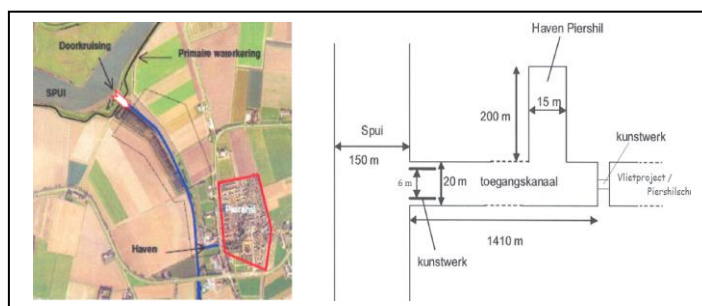 Doorkruising
Primaire waterkering
SPUI
Piershil
Haven
Haven Piershil
200 m
15 m
Spui
150 m
kunstwerk
6 m
20 m
toegangskanaal
Vlietproject /
1410 m
kunstwerk